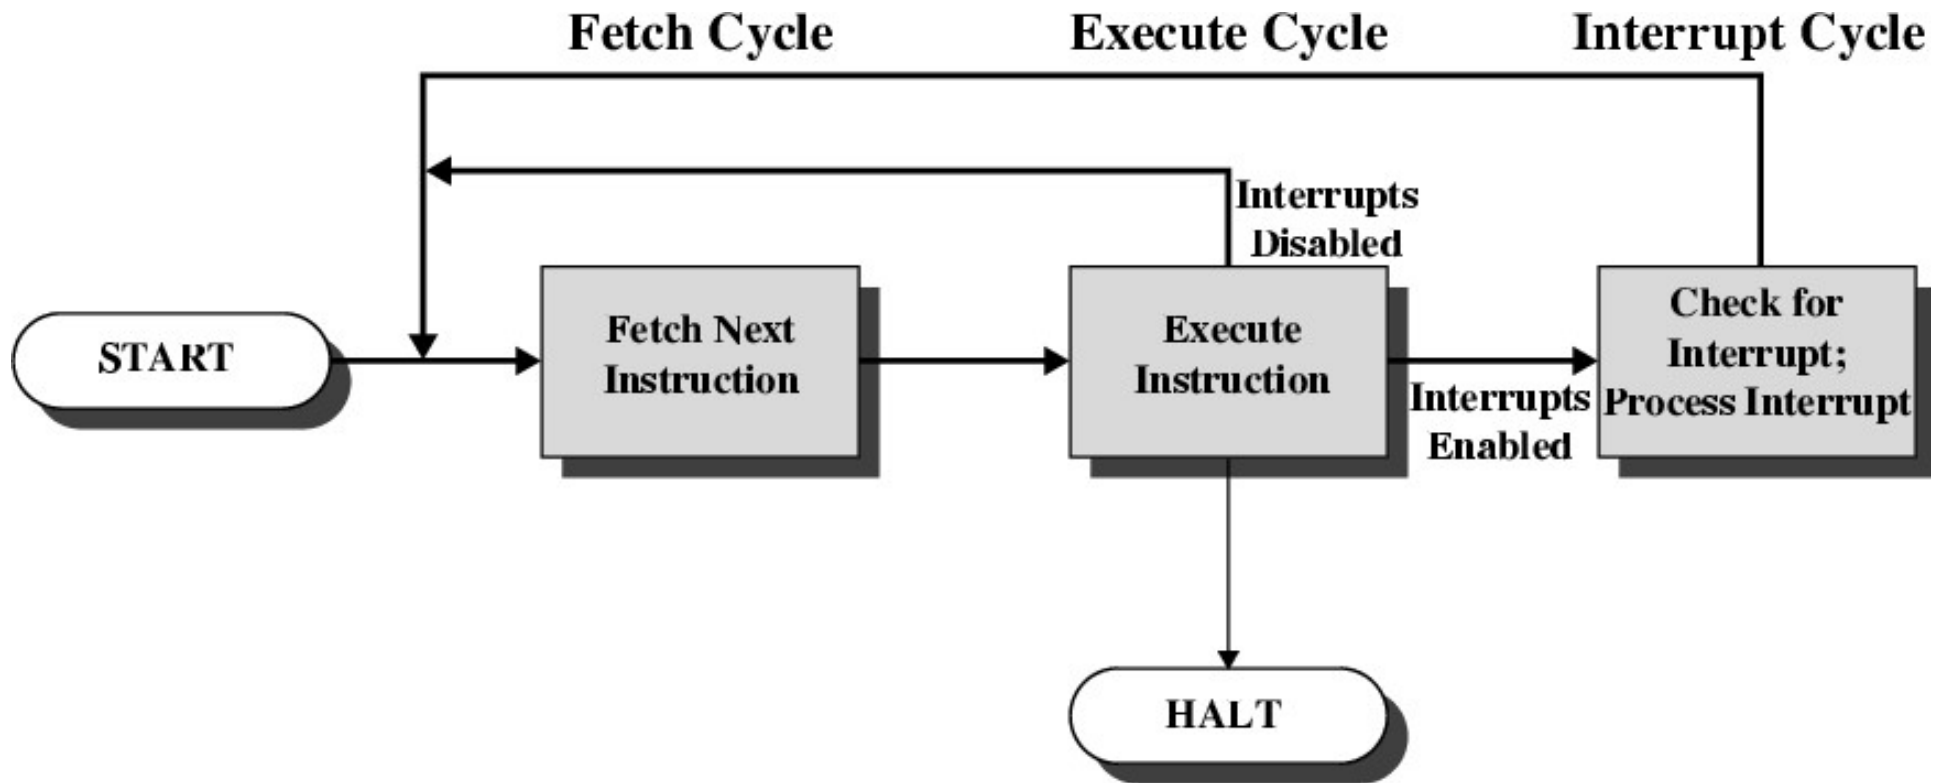 Fetch Cycle
Execute Cycle
Interrupt Cycle
Interrupts
Disabled
START
Fetch Next
Instruction
Execute
Instruction
Interrupts
Enabled
Check for
Interrupt;
Process Interrupt
HALT